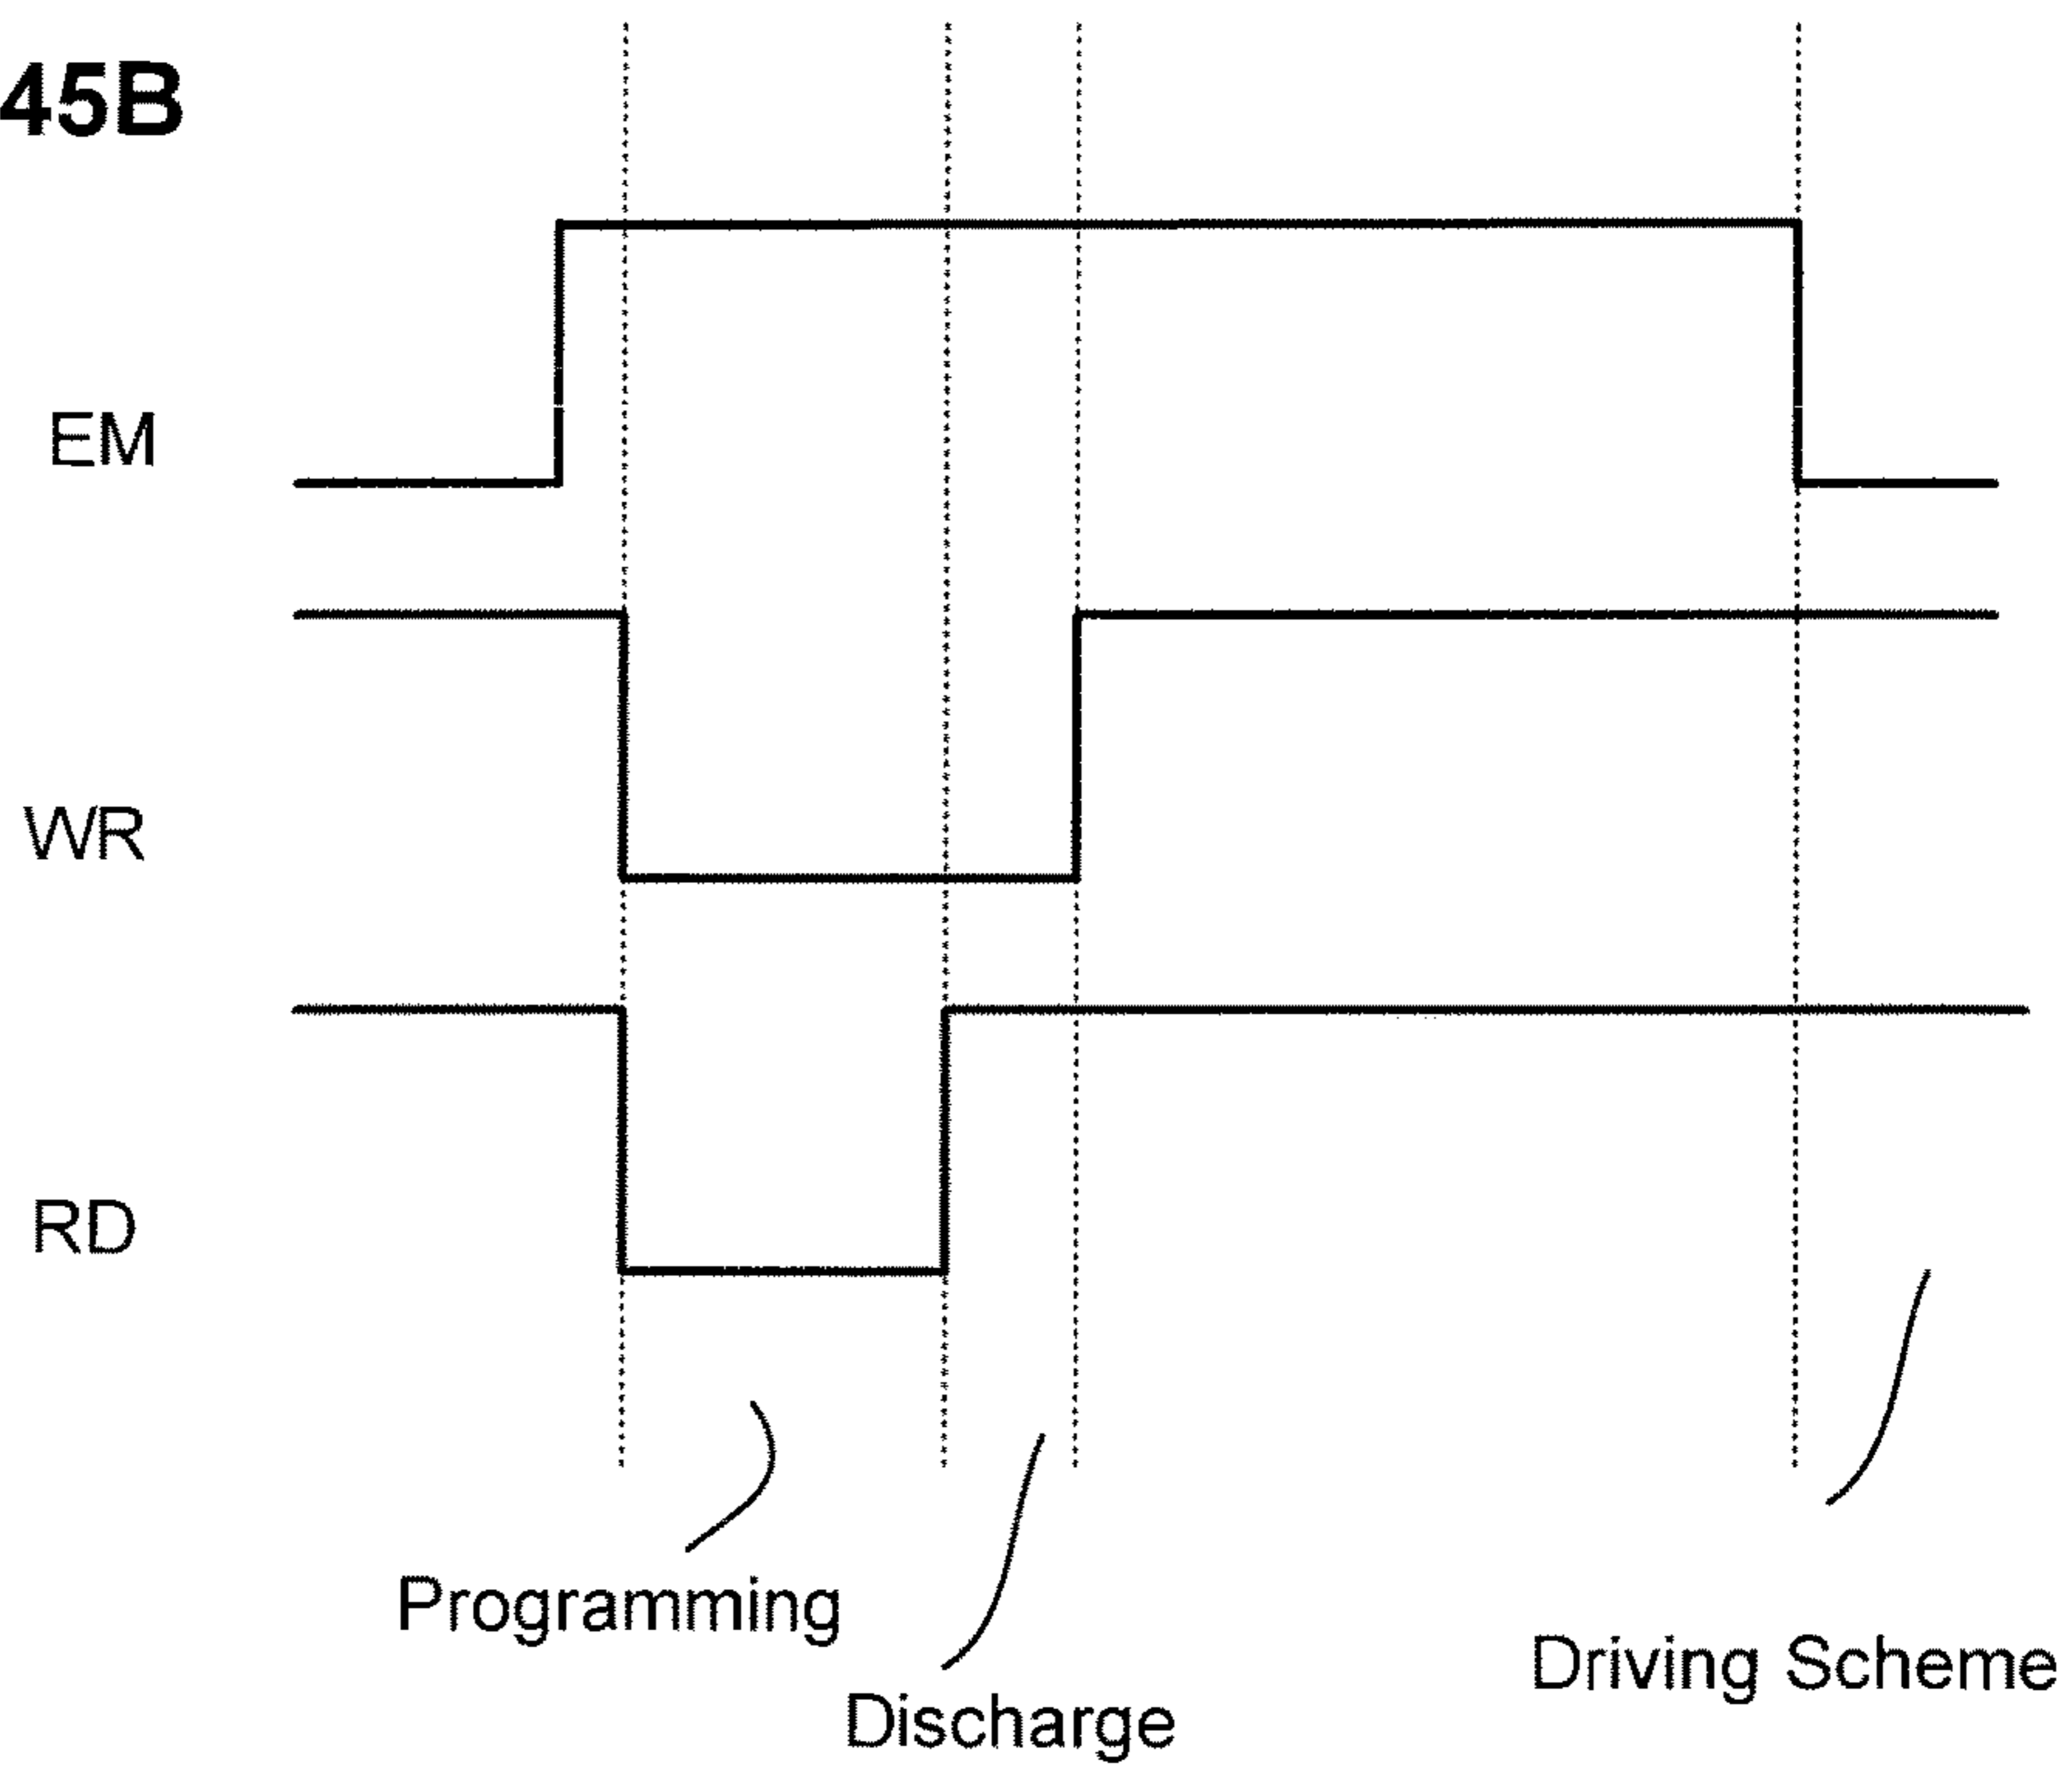 45B
EM
WR
RD
Programming
Driving Scheme
Discharge